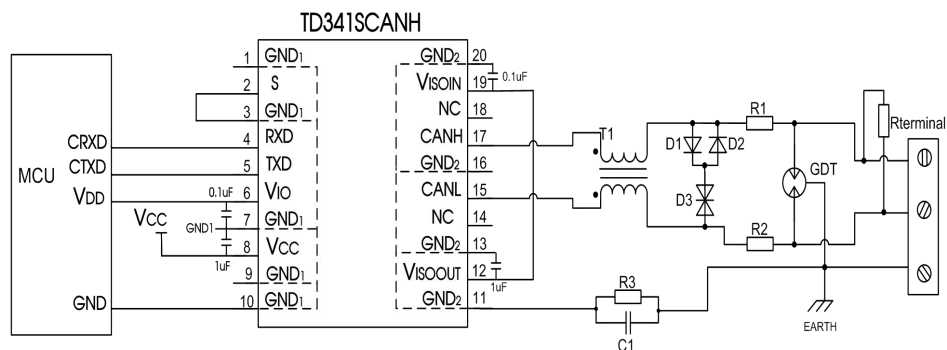 TD341SCANH
MCU
CRXD
CTXD
VDD
GND
VCC
0.1uF
GND1
1uF
1 GND1
2 S
3 GND1
4 RXD
5 TXD
6 VIO
7 GND1
8 VCC
9 GND1
10 GND1
GND2 20
VISOIN 19
NC 18
CANH 17
GND2 16
CANL 15
NC 14
GND2 13
VISOOUT 12
GND2 11
0.1uF
1uF
T1
D1
D2
D3
R1
R2
GDT
Rterminal
R3
C1
EARTH